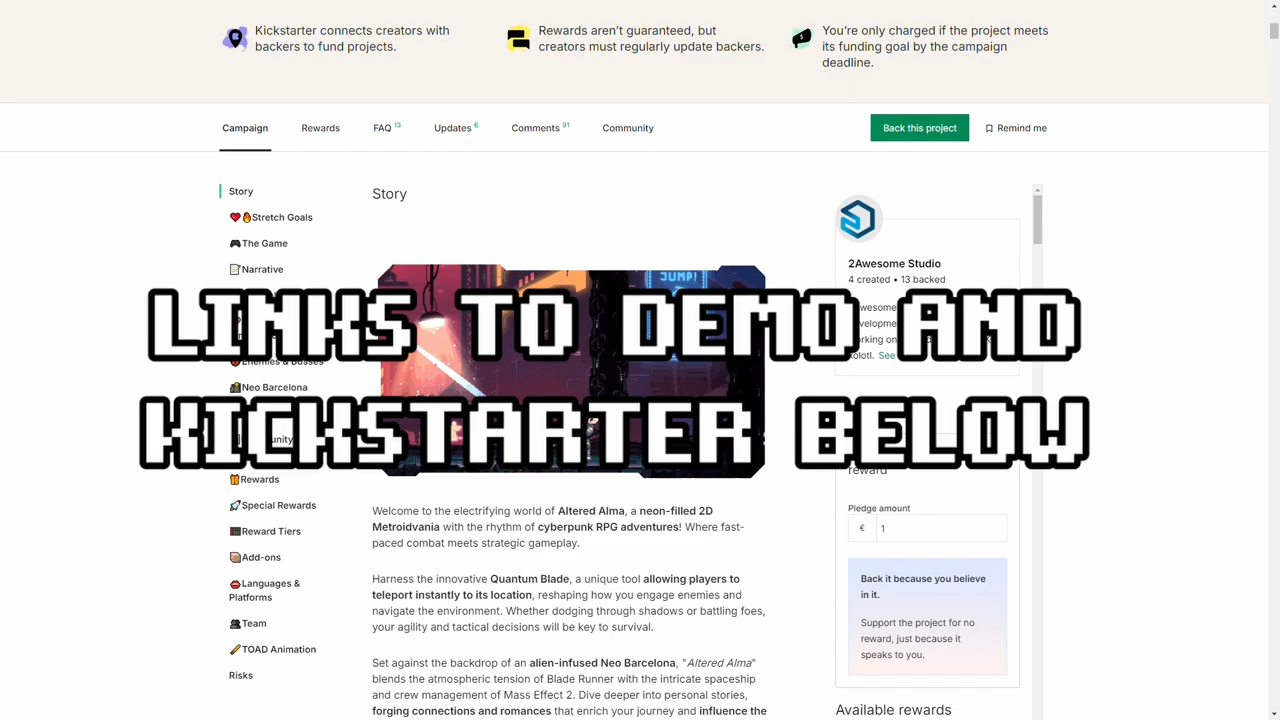 Kickstarter connects creators with
backers to fund projects.
Rewards aren't guaranteed, but
creators must regularly update backers.
You're only charged if the project meets
its funding goal by the campaign
deadline.
Campaign
Rewards
FAQ 13
Updates 6
Comments 91
Community
Back this project
Remind me
Story
Stretch Goals
The Game
Narrative
Enemies & Bosses
Neo Barcelona
Rewards
Special Rewards
Reward Tiers
Add-ons
Languages &
Platforms
Team
TOAD Animation
Risks
Story
JUMP!
LINKS TO DEMO AND
KICKSTARTER BELOW
Welcome to the electrifying world of Altered Alma, a neon-filled 2D
Metroidvania with the rhythm of cyberpunk RPG adventures! Where fast-
paced combat meets strategic gameplay.
Harness the innovative Quantum Blade, a unique tool allowing players to
teleport instantly to its location, reshaping how you engage enemies and
navigate the environment. Whether dodging through shadows or battling foes,
your agility and tactical decisions will be key to survival.
Set against the backdrop of an alien-infused Neo Barcelona, "Altered Alma"
blends the atmospheric tension of Blade Runner with the intricate spaceship
and crew management of Mass Effect 2. Dive deeper into personal stories,
forging connections and romances that enrich your journey and influence the
2Awesome Studio
4 created • 13 backed
See
reward
Pledge amount
€ 1
Back it because you believe
in it.
Support the project for no
reward, just because it
speaks to you.
Available rewards